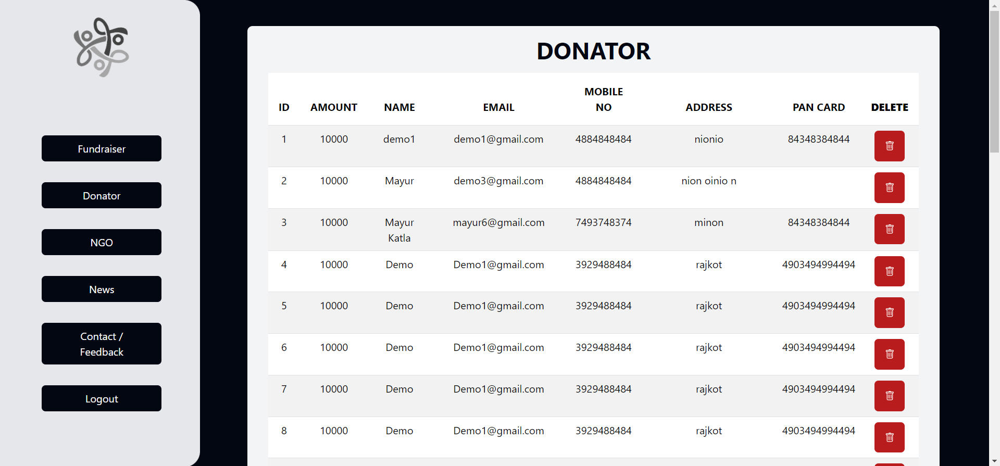 Fundraiser
Donator
NGO
News
Contact /
Feedback
Logout
DONATOR
ID AMOUNT NAME EMAIL MOBILE NO ADDRESS PAN CARD DELETE
1 10000 demo1 demo1@gmail.com 4884848484 nionio 84348384844
2 10000 Mayur demo3@gmail.com 4884848484 nion oinio n
3 10000 Mayur Katla mayur6@gmail.com 7493748374 minon 84348384844
4 10000 Demo Demo1@gmail.com 3929488484 rajkot 4903494994494
5 10000 Demo Demo1@gmail.com 3929488484 rajkot 4903494994494
6 10000 Demo Demo1@gmail.com 3929488484 rajkot 4903494994494
7 10000 Demo Demo1@gmail.com 3929488484 rajkot 4903494994494
8 10000 Demo Demo1@gmail.com 3929488484 rajkot 4903494994494